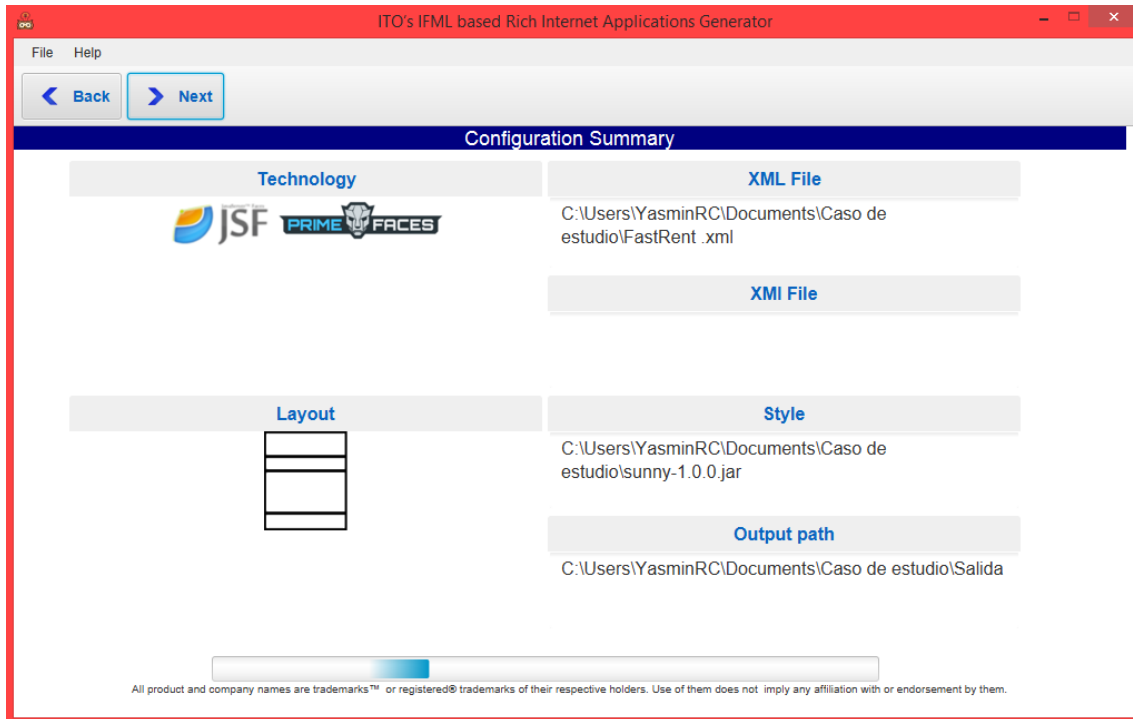 ITO's IFML based Rich Internet Applications Generator
File Help
Back Next
Configuration Summary
Technology
JSF PRIME FACES
XML File
C:\Users\YasminRC\Documents\Caso de
estudio\FastRent .xml
XMI File
Layout
Style
C:\Users\YasminRC\Documents\Caso de
estudio\sunny-1.0.0.jar
Output path
C:\Users\YasminRC\Documents\Caso de estudio\Salida
All product and company names are trademarks™ or registered® trademarks of their respective holders. Use of them does not imply any affiliation with or endorsement by them.